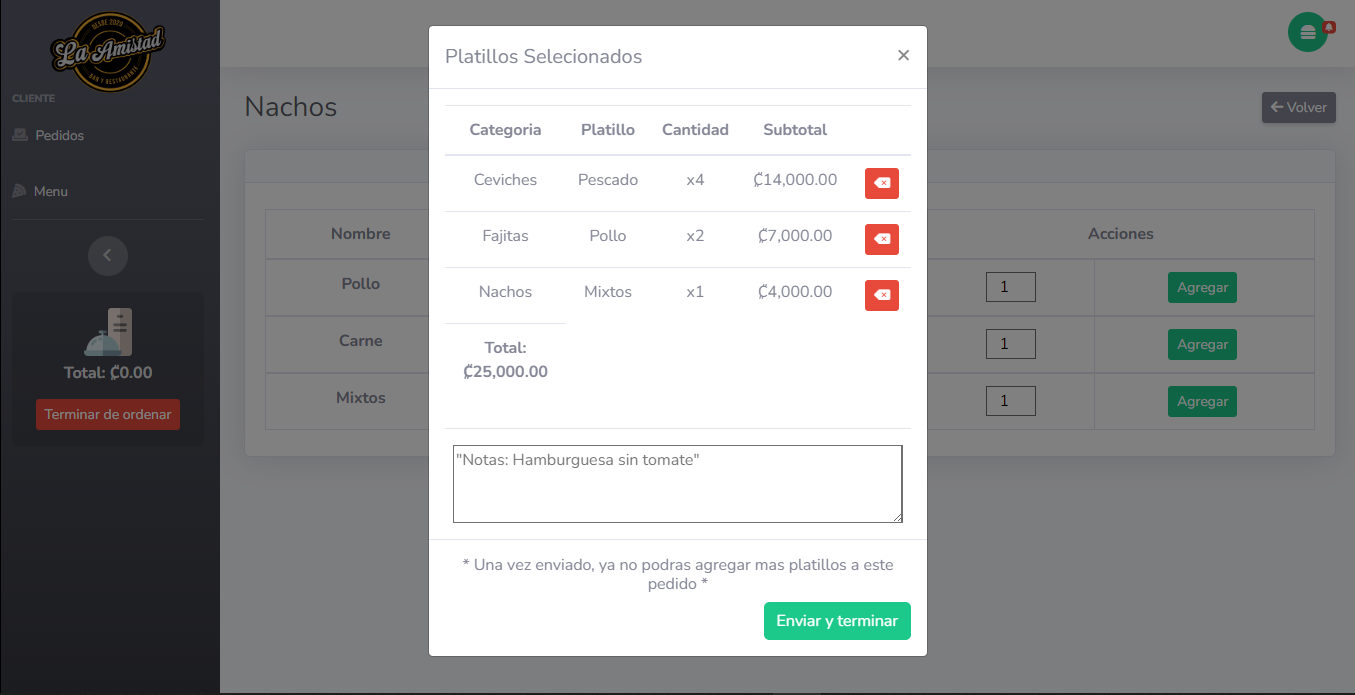 DESDE 2020
La Amistad
BAR Y RESTAURANTE
CLIENTE
Pedidos
Menu
Total: ₡0.00
Terminar de ordenar
Nachos
Volver
Nombre
Acciones
Pollo
1
Agregar
Carne
1
Agregar
Mixtos
1
Agregar
Platillos Selecionados
×
Categoria Platillo Cantidad Subtotal
Ceviches Pescado x4 ₡14,000.00
Fajitas Pollo x2 ₡7,000.00
Nachos Mixtos x1 ₡4,000.00
Total:
₡25,000.00
"Notas: Hamburguesa sin tomate"
* Una vez enviado, ya no podras agregar mas platillos a este
pedido *
Enviar y terminar